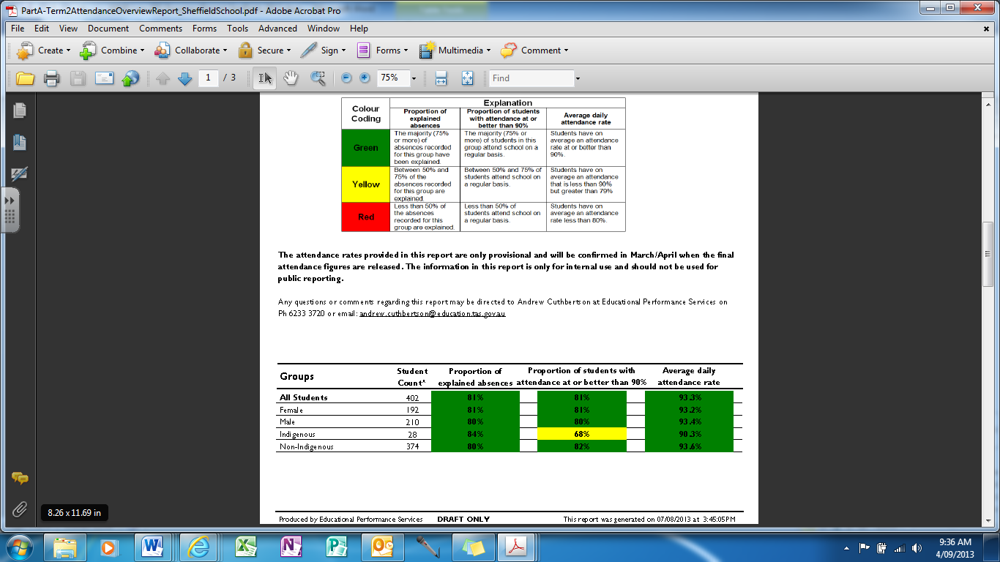 PartA-Term2AttendanceOverviewReport_SheffieldSchool.pdf - Adobe Acrobat Pro
File Edit View Document Comments Forms Tools Advanced Window Help
Create Combine Collaborate Secure Sign Forms Multimedia Comment
1 / 3 75% Find
Colour
Coding
Explanation
Proportion of
explained
absences
Proportion of students
with attendance at or
better than 90%
Average daily
attendance rate
Green
The majority (75%
or more) of
absences recorded
for this group have
been explained.
The majority (75% or
more) of students in this
group attend school on a
regular basis.
Students have on
average an attendance
rate at or better than
90%.
Yellow
Between 50% and
75% of the
absences recorded
for this group are
explained.
Between 50% and 75% of
students attend school on
a regular basis.
Students have on
average an attendance
that is less than 90%
but greater than 79%
Red
Less than 50% of
the absences
recorded for this
group are explained.
Less than 50% of
students attend school on
a regular basis.
Students have on
average an attendance
rate less than 80%.
The attendance rates provided in this report are only provisional and will be confirmed in March/April when the final
attendance figures are released. The information in this report is only for internal use and should not be used for
public reporting.
Any questions or comments regarding this report may be directed to Andrew Cuthbertson at Educational Performance Services on
Ph 6233 3720 or email: andrew.cuthbertson@education.tas.gov.au
Groups
Student
Count*
Proportion of
explained absences
Proportion of students with
attendance at or better than 90%
Average daily
attendance rate
All Students 402 81% 81% 93.3%
Female 192 81% 81% 93.2%
Male 210 80% 80% 93.4%
Indigenous 28 84% 68% 90.3%
Non-Indigenous 374 80% 82% 93.6%
Produced by Educational Performance Services DRAFT ONLY This report was generated on 07/08/2013 at 3:45:05PM
8.26 x 11.69 in
9:36 AM
4/09/2013